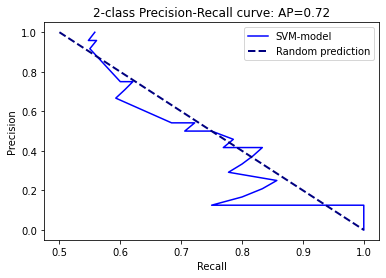 2-class Precision-Recall curve: AP=0.72
SVM-model
Random prediction
Precision
1.0
0.8
0.6
0.4
0.2
0.0
0.5 0.6 0.7 0.8 0.9 1.0
Recall